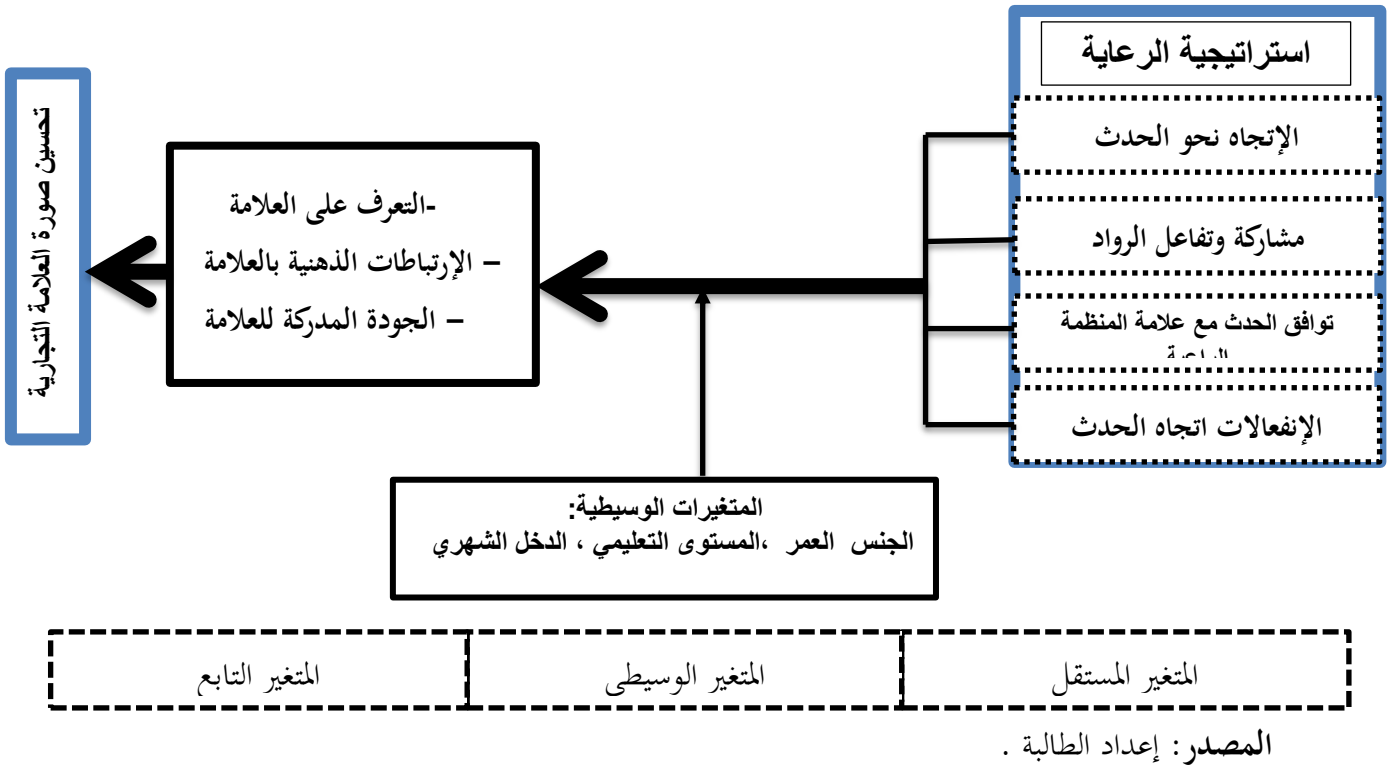 استراتيجية الرعاية
الإتجاه نحو الحدث
مشاركة وتفاعل الرواد
توافق الحدث مع علامة المنظمة
الإنفعالات اتجاه الحدث
-التعرف على العلامة
– الإرتباطات الذهنية بالعلامة
– الجودة المدركة للعلامة
تحسين صورة العلامة التجارية
المتغيرات الوسيطية:
الجنس العمر ،المستوى التعليمي ، الدخل الشهري
المتغير المستقل
المتغير الوسيطي
المتغير التابع
المصدر: إعداد الطالبة .